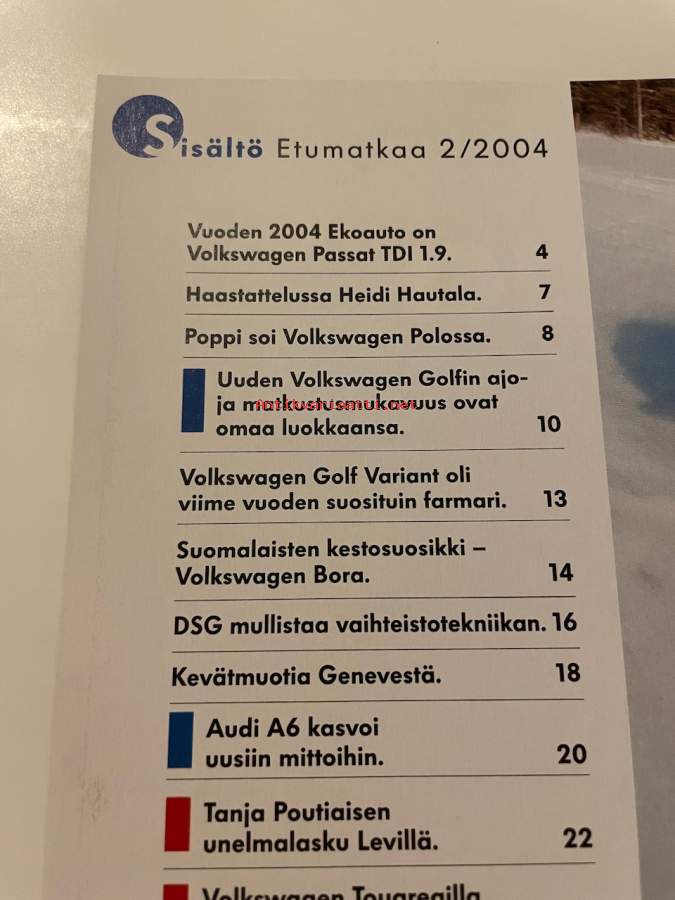 Sisältö Etumatkaa 2/2004
Vuoden 2004 Ekoauto on
Volkswagen Passat TDI 1.9. 4
Haastattelussa Heidi Hautala. 7
Poppi soi Volkswagen Polossa. 8
Uuden Volkswagen Golfin ajo-
ja matkustusmukavuus ovat
Antikvariaatti.net
omaa luokkaansa. 10
Volkswagen Golf Variant oli
viime vuoden suosituin farmari. 13
Suomalaisten kestosuosikki –
Volkswagen Bora. 14
DSG mullistaa vaihteistotekniikan. 16
Kevätmuotia Genevestä. 18
Audi A6 kasvoi
uusiin mittoihin. 20
Tanja Poutiaisen
unelmalasku Levillä. 22
Volkswagen Touaregilla